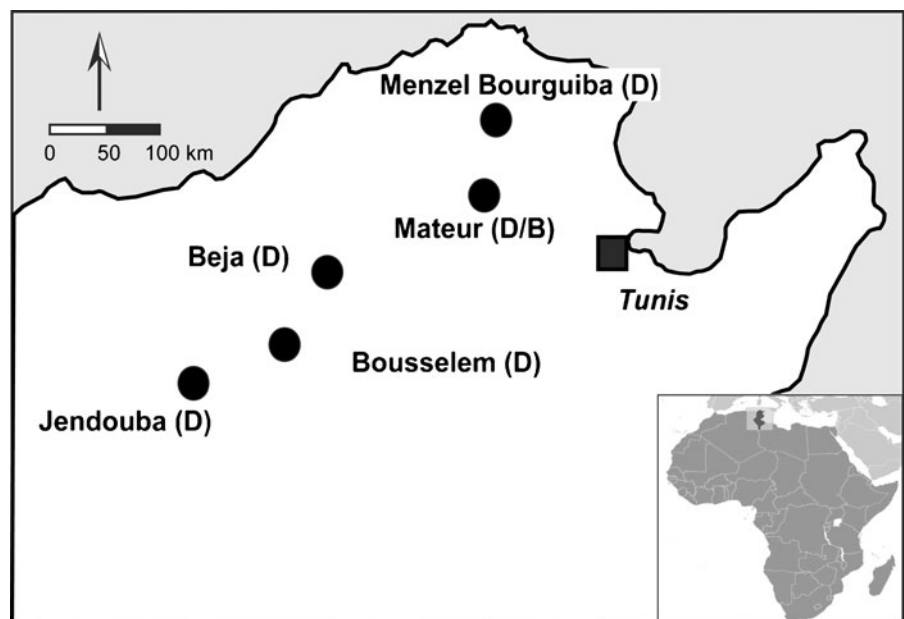 Menzel Bourguiba (D)
0 50 100 km
Mateur (D/B)
Beja (D)
Tunis
Bousselem (D)
Jendouba (D)